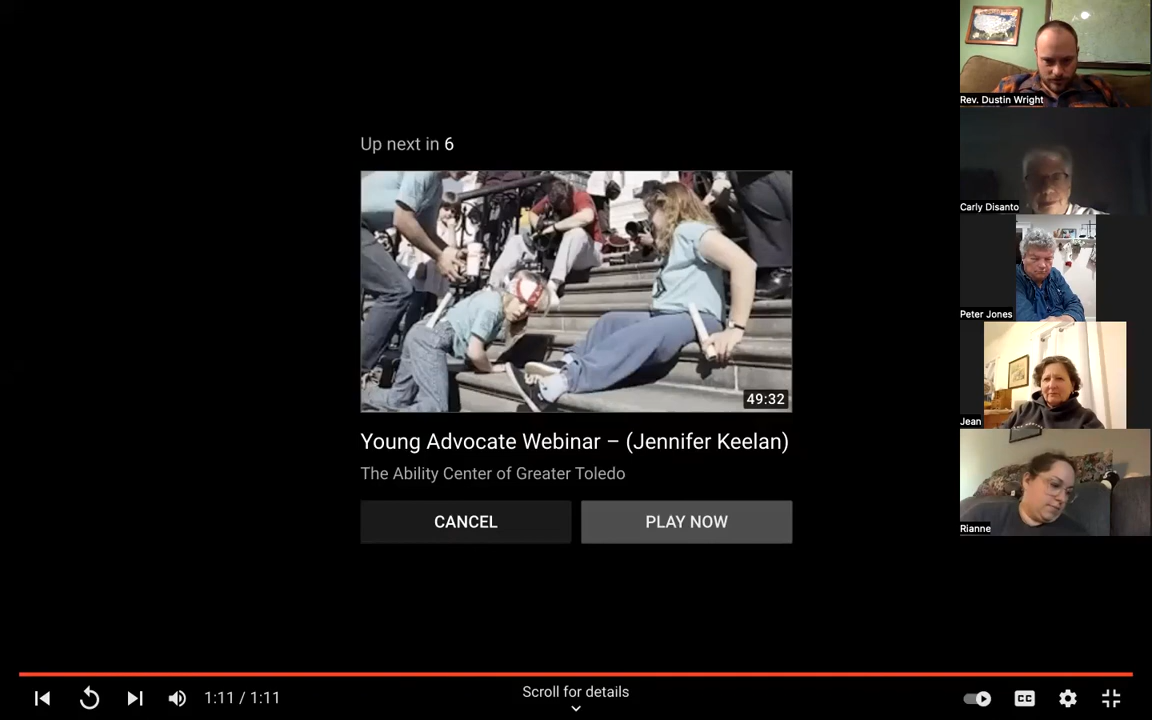 Up next in 6
49:32
Young Advocate Webinar – (Jennifer Keelan)
The Ability Center of Greater Toledo
CANCEL
PLAY NOW
1:11 / 1:11
Scroll for details
CC
Rev. Dustin Wright
Carly Disanto
Peter Jones
Jean
Rianne